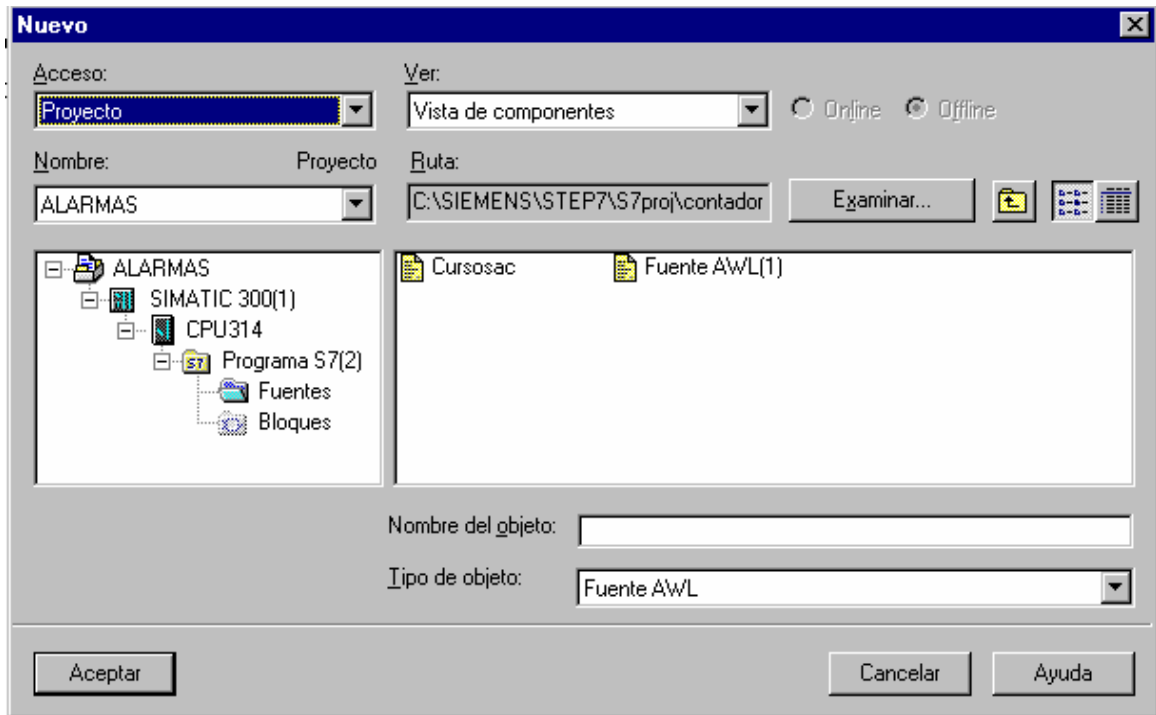 Nuevo
Acceso: Ver:
Proyecto Vista de componentes Online Offline
Nombre: Proyecto Ruta:
ALARMAS C:\SIEMENS\STEP7\S7proj\contador Examinar...
ALARMAS Cursosac Fuente AWL(1)
SIMATIC 300(1)
CPU314
Programa S7(2)
Fuentes
Bloques
Nombre del objeto:
Tipo de objeto: Fuente AWL
Aceptar Cancelar Ayuda